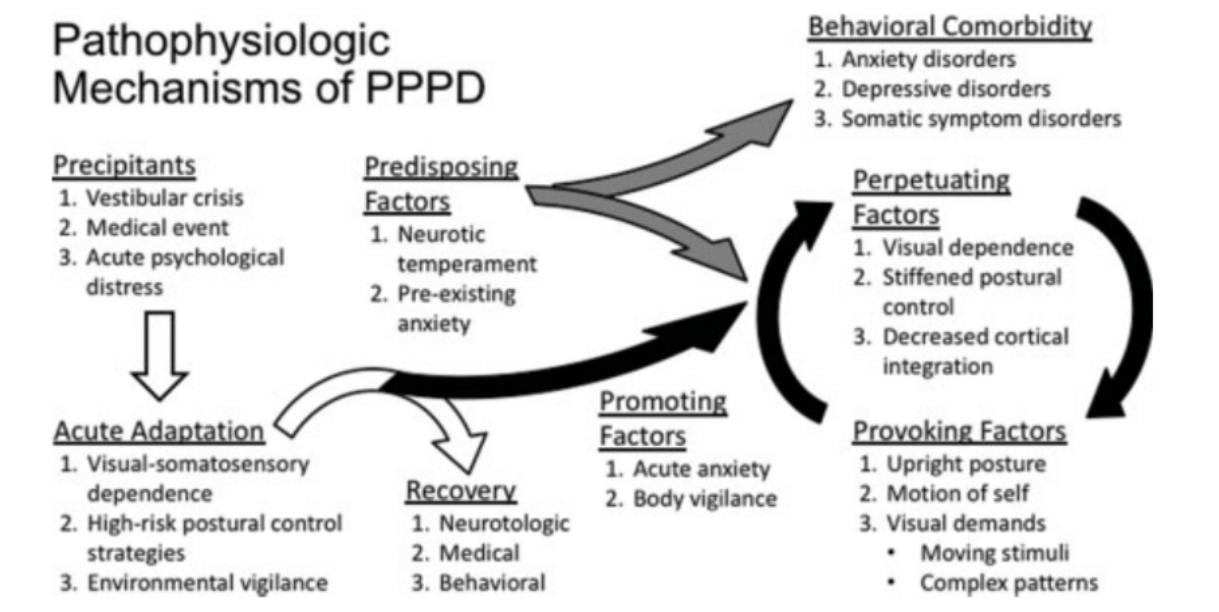 Pathophysiologic
Mechanisms of PPPD
Precipitants
1. Vestibular crisis
2. Medical event
3. Acute psychological
distress
Predisposing
Factors
1. Neurotic
temperament
2. Pre-existing
anxiety
Behavioral Comorbidity
1. Anxiety disorders
2. Depressive disorders
3. Somatic symptom disorders
Perpetuating
Factors
1. Visual dependence
2. Stiffened postural
control
3. Decreased cortical
integration
Acute Adaptation
1. Visual-somatosensory
dependence
2. High-risk postural control
strategies
3. Environmental vigilance
Recovery
1. Neurotologic
2. Medical
3. Behavioral
Promoting
Factors
1. Acute anxiety
2. Body vigilance
Provoking Factors
1. Upright posture
2. Motion of self
3. Visual demands
• Moving stimuli
• Complex patterns